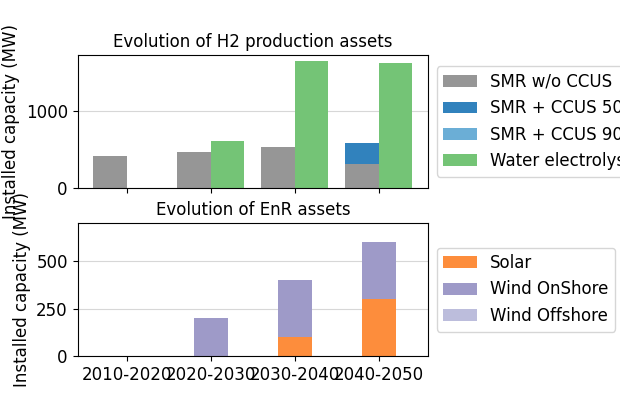 Evolution of H2 production assets
Installed capacity (MW)
1000
0
SMR w/o CCUS
SMR + CCUS 50
SMR + CCUS 90
Water electrolys
Evolution of EnR assets
Installed capacity (MW)
500
250
0
2010-2020
2020-2030
2030-2040
2040-2050
Solar
Wind OnShore
Wind Offshore